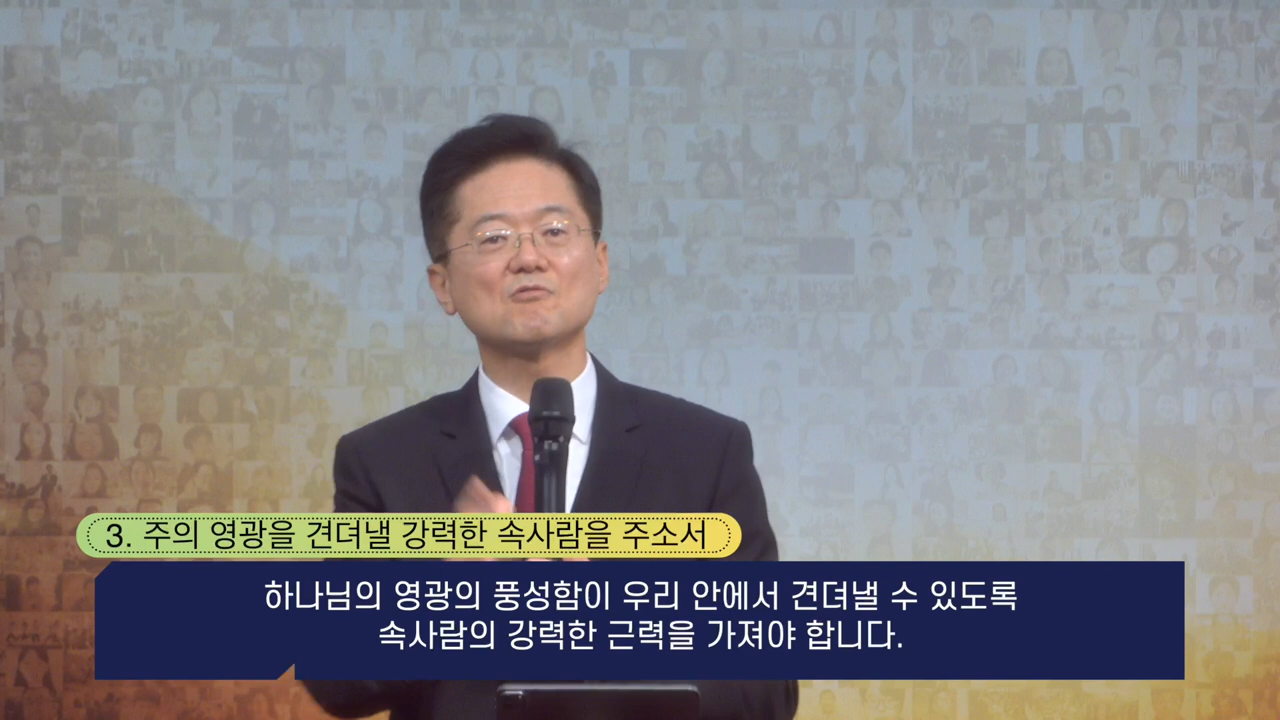 3. 주의 영광을 견뎌낼 강력한 속사람을 주소서
하나님의 영광의 풍성함이 우리 안에서 견뎌낼 수 있도록
속사람의 강력한 근력을 가져야 합니다.